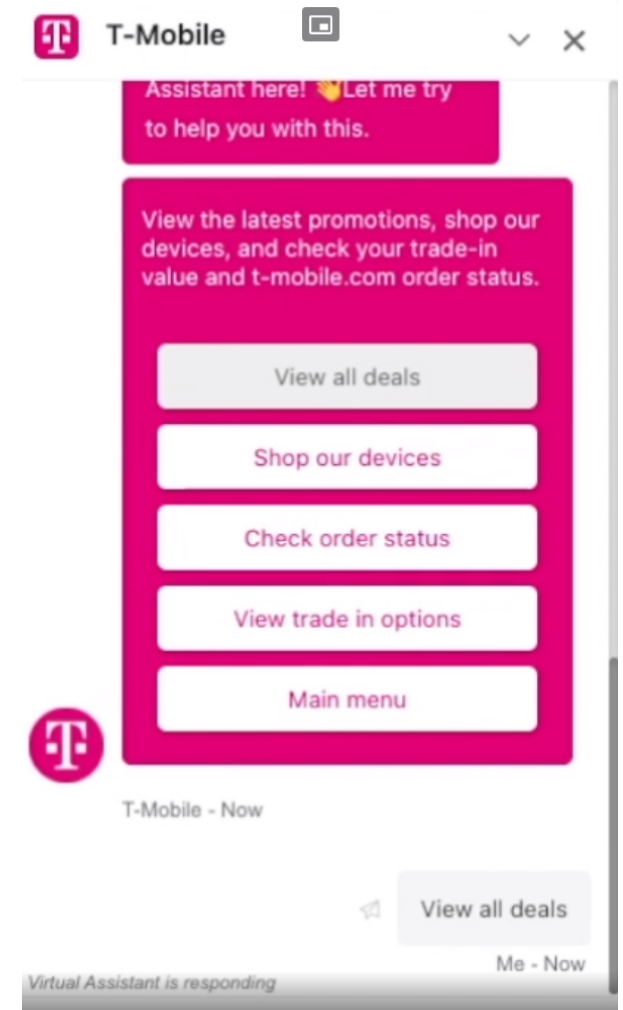 T-Mobile
Assistant here! 👋Let me try
to help you with this.
View the latest promotions, shop our
devices, and check your trade-in
value and t-mobile.com order status.
View all deals
Shop our devices
Check order status
View trade in options
Main menu
T-Mobile - Now
View all deals
Me - Now
Virtual Assistant is responding